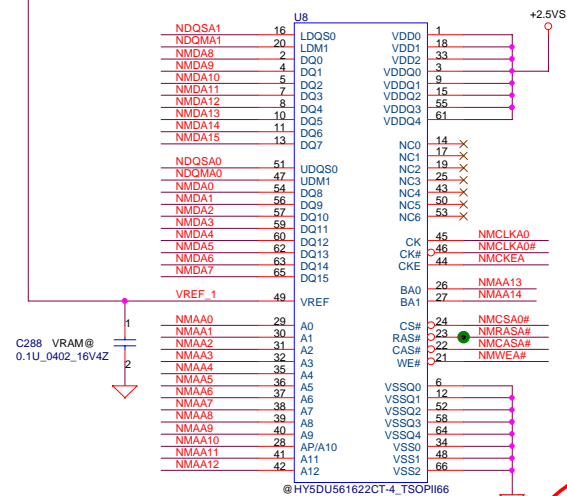 U8
+2.5VS
NDQSA1 16 LDQS0 VDD0 1
NDQMA1 20 LDM1 VDD1 18
NMDA8 2 DQ0 VDD2 33
NMDA9 4 DQ1 VDDQ0 3
NMDA10 5 DQ2 VDDQ1 9
NMDA11 7 DQ3 VDDQ2 15
NMDA12 8 DQ4 VDDQ3 55
NMDA13 10 DQ5 VDDQ4 61
NMDA14 11 DQ6
NMDA15 13 DQ7 NC0 14
NC1 17
NDQSA0 51 UDQS0 NC2 19
NDQMA0 47 UDM1 NC3 25
NMDA0 54 DQ8 NC4 43
NMDA1 56 DQ9 NC5 50
NMDA2 57 DQ10 NC6 53
NMDA3 59 DQ11
NMDA4 60 DQ12 CK 45 NMCLKA0
NMDA5 62 DQ13 CK# 46 NMCLKA0#
NMDA6 63 DQ14 CKE 44 NMCKEA
NMDA7 65 DQ15
BA0 26 NMAA13
VREF_1 49 VREF BA1 27 NMAA14
NMAA0 29 A0 CS# 24 NMCSA0#
NMAA1 30 A1 RAS# 23 NMRASA#
NMAA2 31 A2 CAS# 22 NMCASA#
NMAA3 32 A3 WE# 21 NMWEA#
NMAA4 35 A4
NMAA5 36 A5 VSSQ0 6
NMAA6 37 A6 VSSQ1 12
NMAA7 38 A7 VSSQ2 52
NMAA8 39 A8 VSSQ3 58
NMAA9 40 A9 VSSQ4 64
NMAA10 28 AP/A10 VSS0 34
NMAA11 41 A11 VSS1 48
NMAA12 42 A12 VSS2 66
1
C288 VRAM@
0.1U_0402_16V4Z
2
@HY5DU561622CT-4_TSOPII66